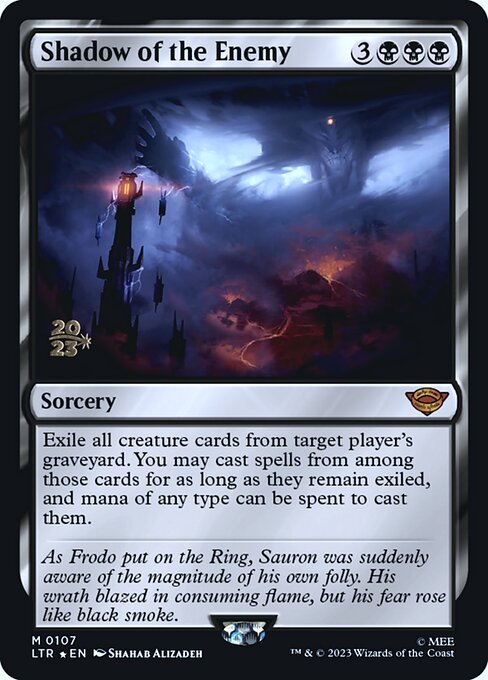 Shadow of the Enemy 3
20
23
Sorcery
Exile all creature cards from target player's
graveyard. You may cast spells from among
those cards for as long as they remain exiled,
and mana of any type can be spent to cast
them.
As Frodo put on the Ring, Sauron was suddenly
aware of the magnitude of his own folly. His
wrath blazed in consuming flame, but his fear rose
like black smoke.
M 0107
LTR ★ EN Shahab Alizadeh
© MEE
™ & © 2023 Wizards of the Coast